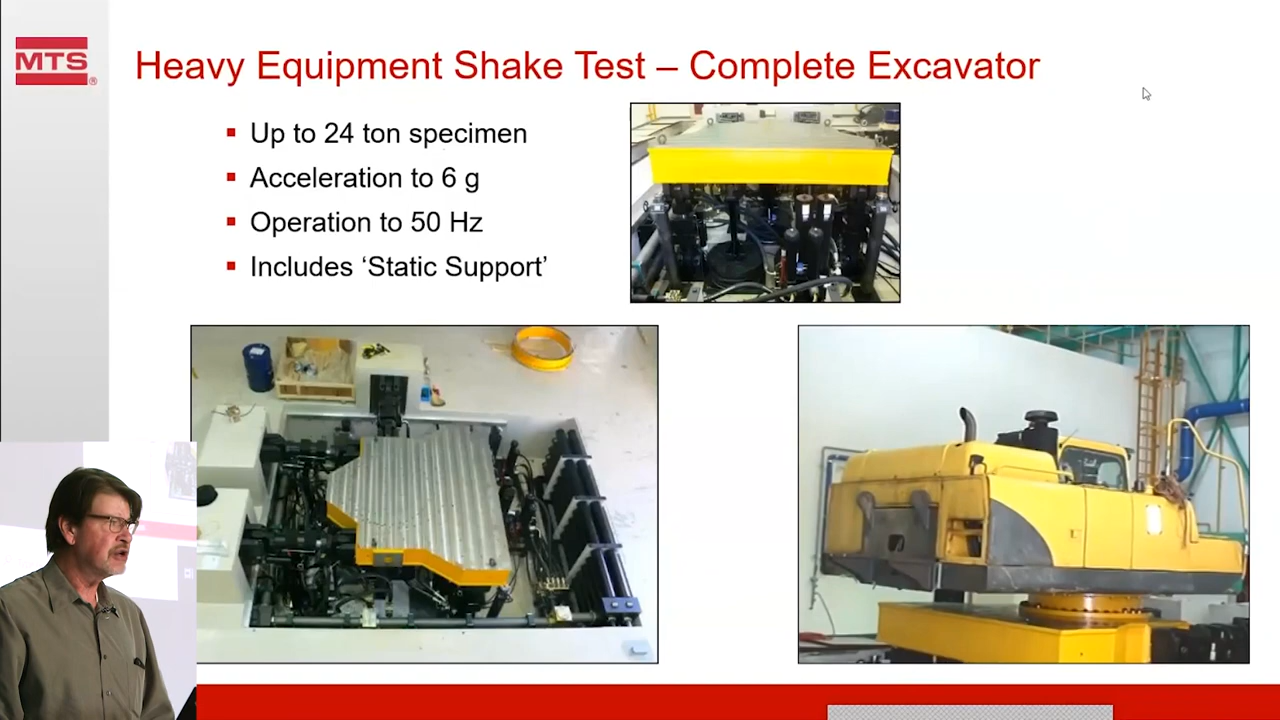 MTS
®
Heavy Equipment Shake Test – Complete Excavator
Up to 24 ton specimen
Acceleration to 6 g
Operation to 50 Hz
Includes ‘Static Support’